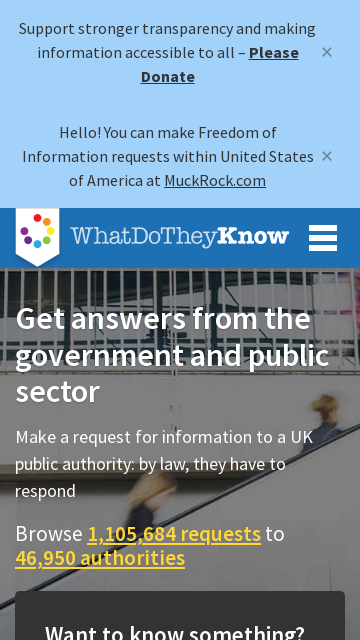 Support stronger transparency and making
information accessible to all – Please
Donate
×
Hello! You can make Freedom of
Information requests within United States
of America at MuckRock.com
×
WhatDoTheyKnow
Get answers from the
government and public
sector
Make a request for information to a UK
public authority: by law, they have to
respond
Browse 1,105,684 requests to
46,950 authorities
Want to know something?